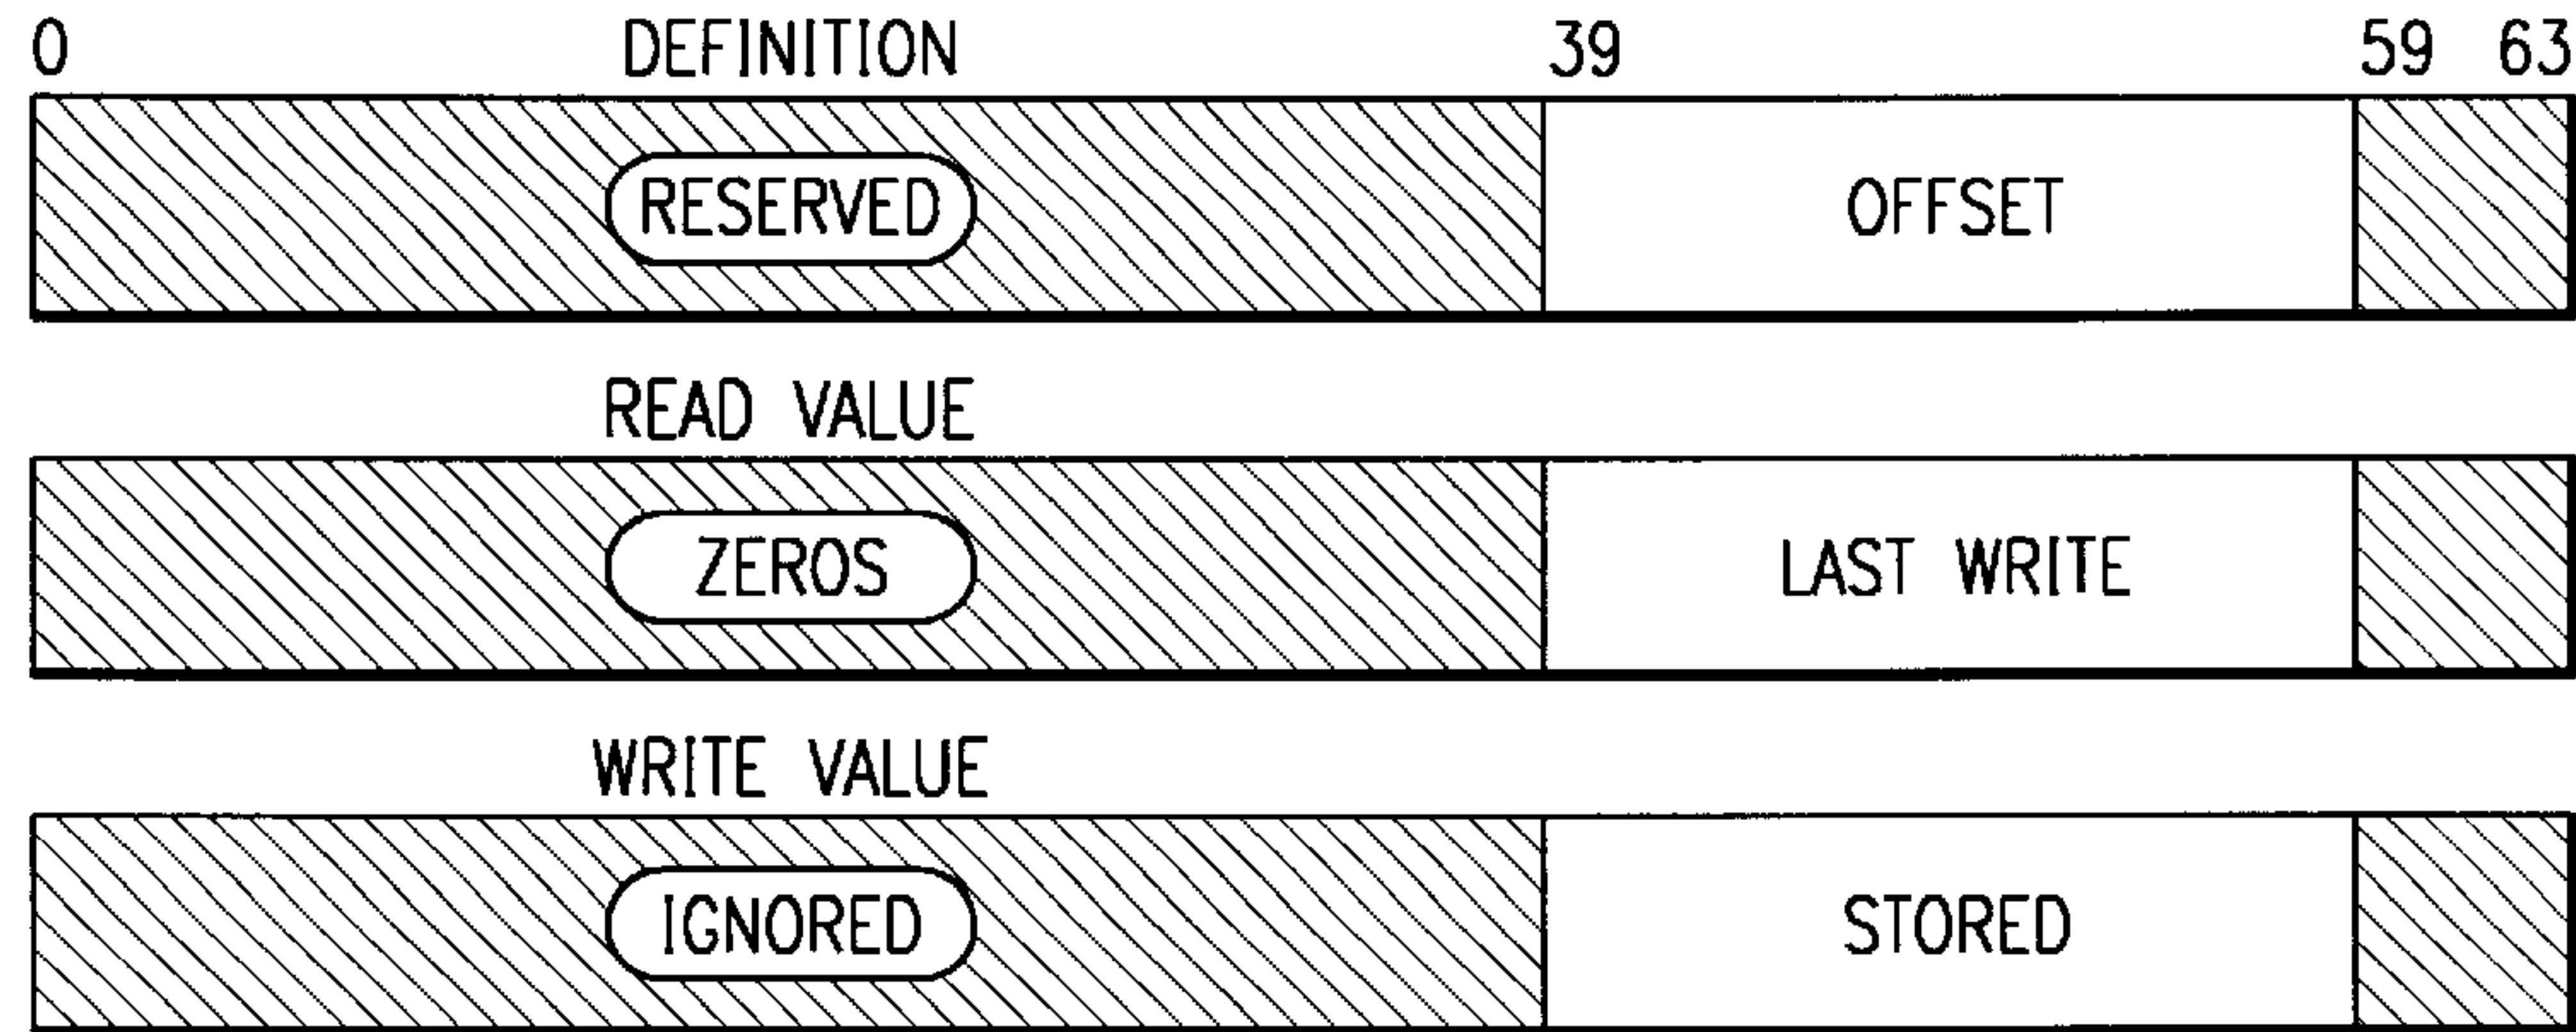 0 DEFINITION 39 59 63
RESERVED OFFSET
READ VALUE
ZEROS LAST WRITE
WRITE VALUE
IGNORED STORED